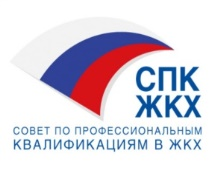 СПК
ЖКХ
СОВЕТ ПО ПРОФЕССИОНАЛЬНЫМ
КВАЛИФИКАЦИЯМ В ЖКХ